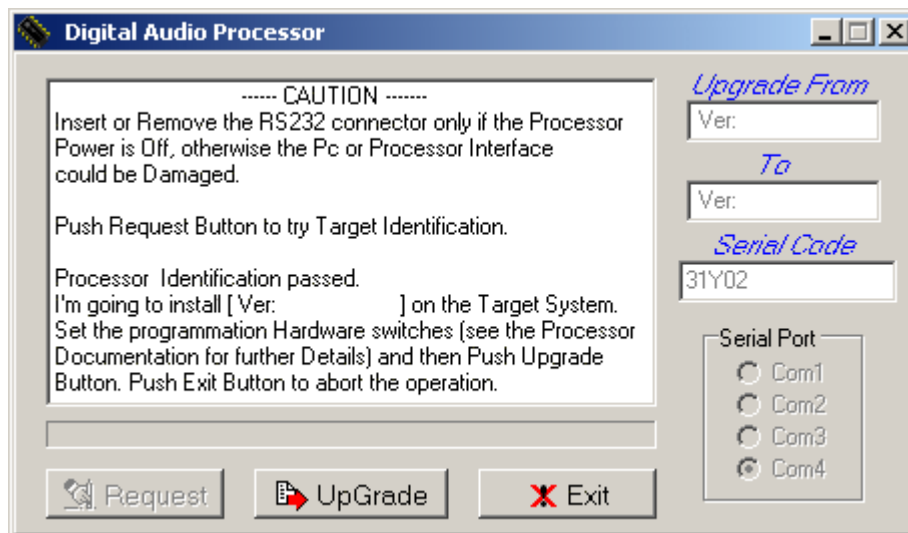 Digital Audio Processor
------ CAUTION -------
Insert or Remove the RS232 connector only if the Processor
Power is Off, otherwise the Pc or Processor Interface
could be Damaged.
Push Request Button to try Target Identification.
Processor Identification passed.
I'm going to install [ Ver: ] on the Target System.
Set the programmation Hardware switches (see the Processor
Documentation for further Details) and then Push Upgrade
Button. Push Exit Button to abort the operation.
Request
UpGrade
Exit
Upgrade From
Ver:
To
Ver:
Serial Code
31Y02
Serial Port
Com1
Com2
Com3
Com4